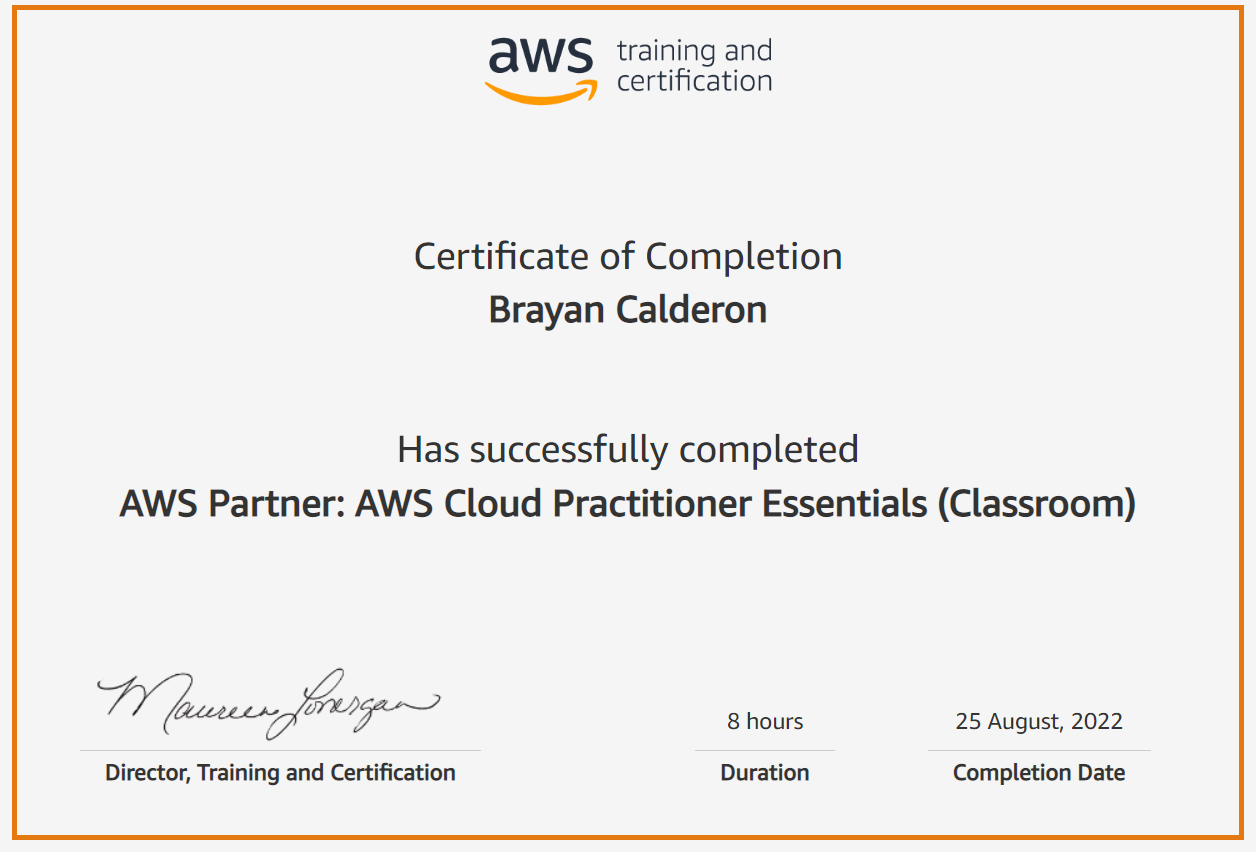 aws training and
certification
Certificate of Completion
Brayan Calderon
Has successfully completed
AWS Partner: AWS Cloud Practitioner Essentials (Classroom)
Maureen Lonergan
8 hours
25 August, 2022
Director, Training and Certification
Duration
Completion Date